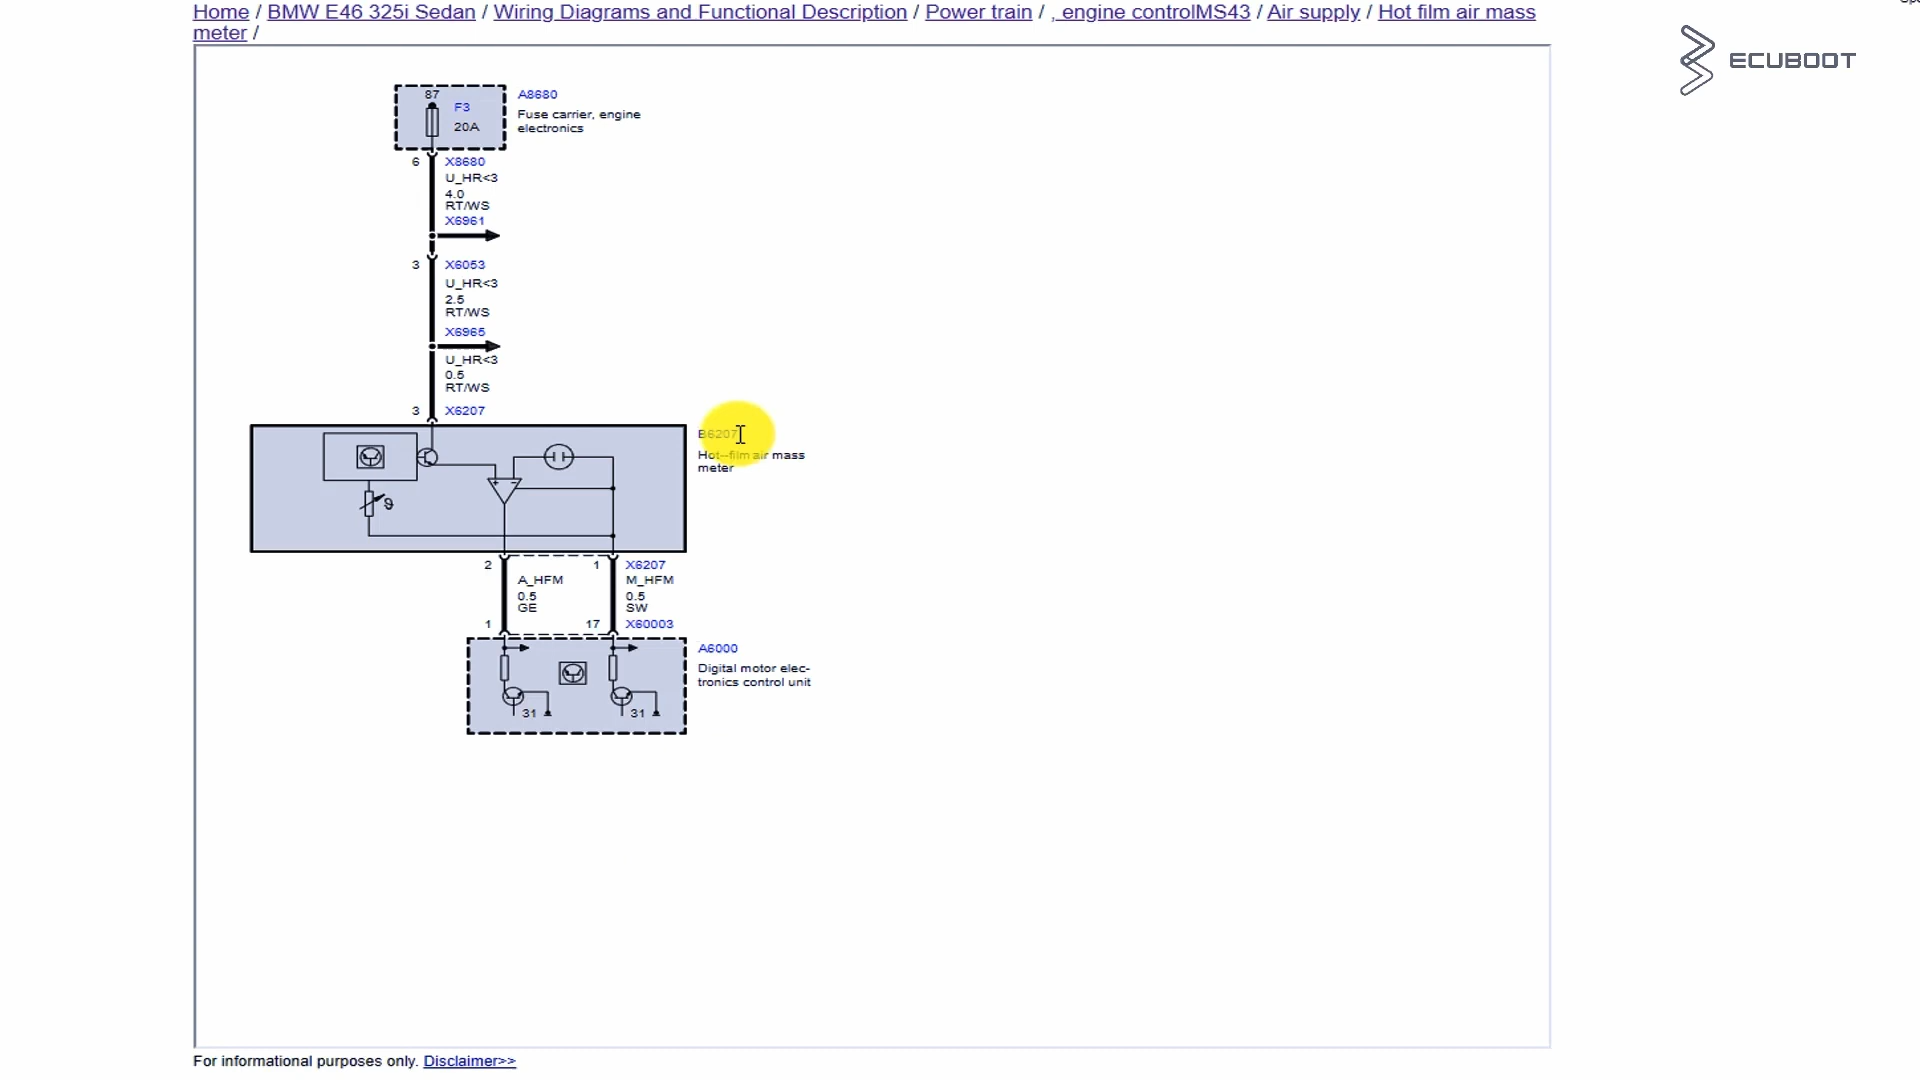 Home / BMW E46 325i Sedan / Wiring Diagrams and Functional Description / Power train / , engine controlMS43 / Air supply / Hot film air mass
meter /
ECUBOOT
87
F3
20A
A8680
Fuse carrier, engine
electronics
6
X8680
U_HR<3
4.0
RT/WS
X6961
3
X6053
U_HR<3
2.5
RT/WS
X6965
U_HR<3
0.5
RT/WS
3
X6207
B6207
Hot-film air mass
meter
ϑ
2
A_HFM
0.5
GE
1
1
X6207
M_HFM
0.5
SW
17
X60003
A6000
Digital motor elec-
tronics control unit
31
31
For informational purposes only. Disclaimer>>